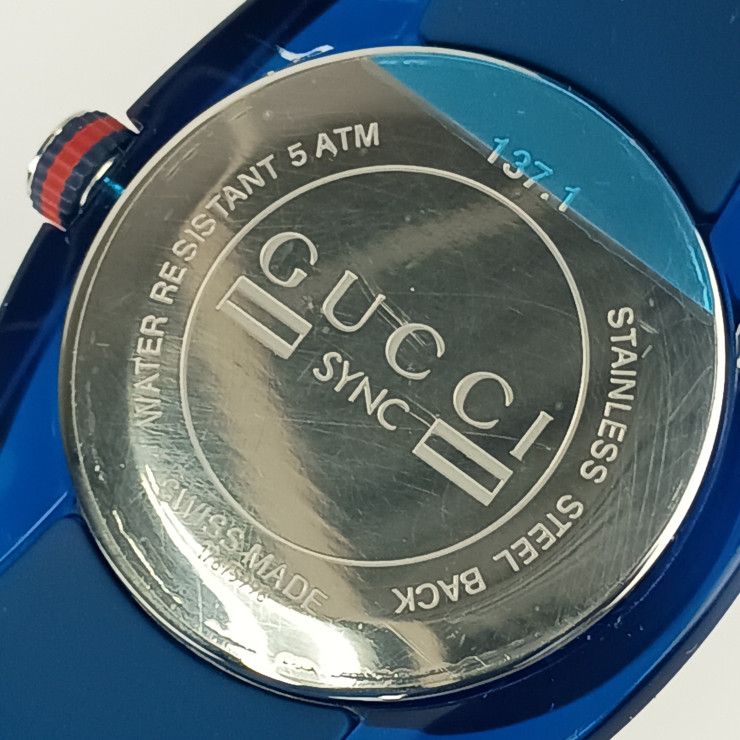 WATER RESISTANT 5 ATM
137.1
STAINLESS STEEL BACK
SWISS MADE
GUCCI
SYNC